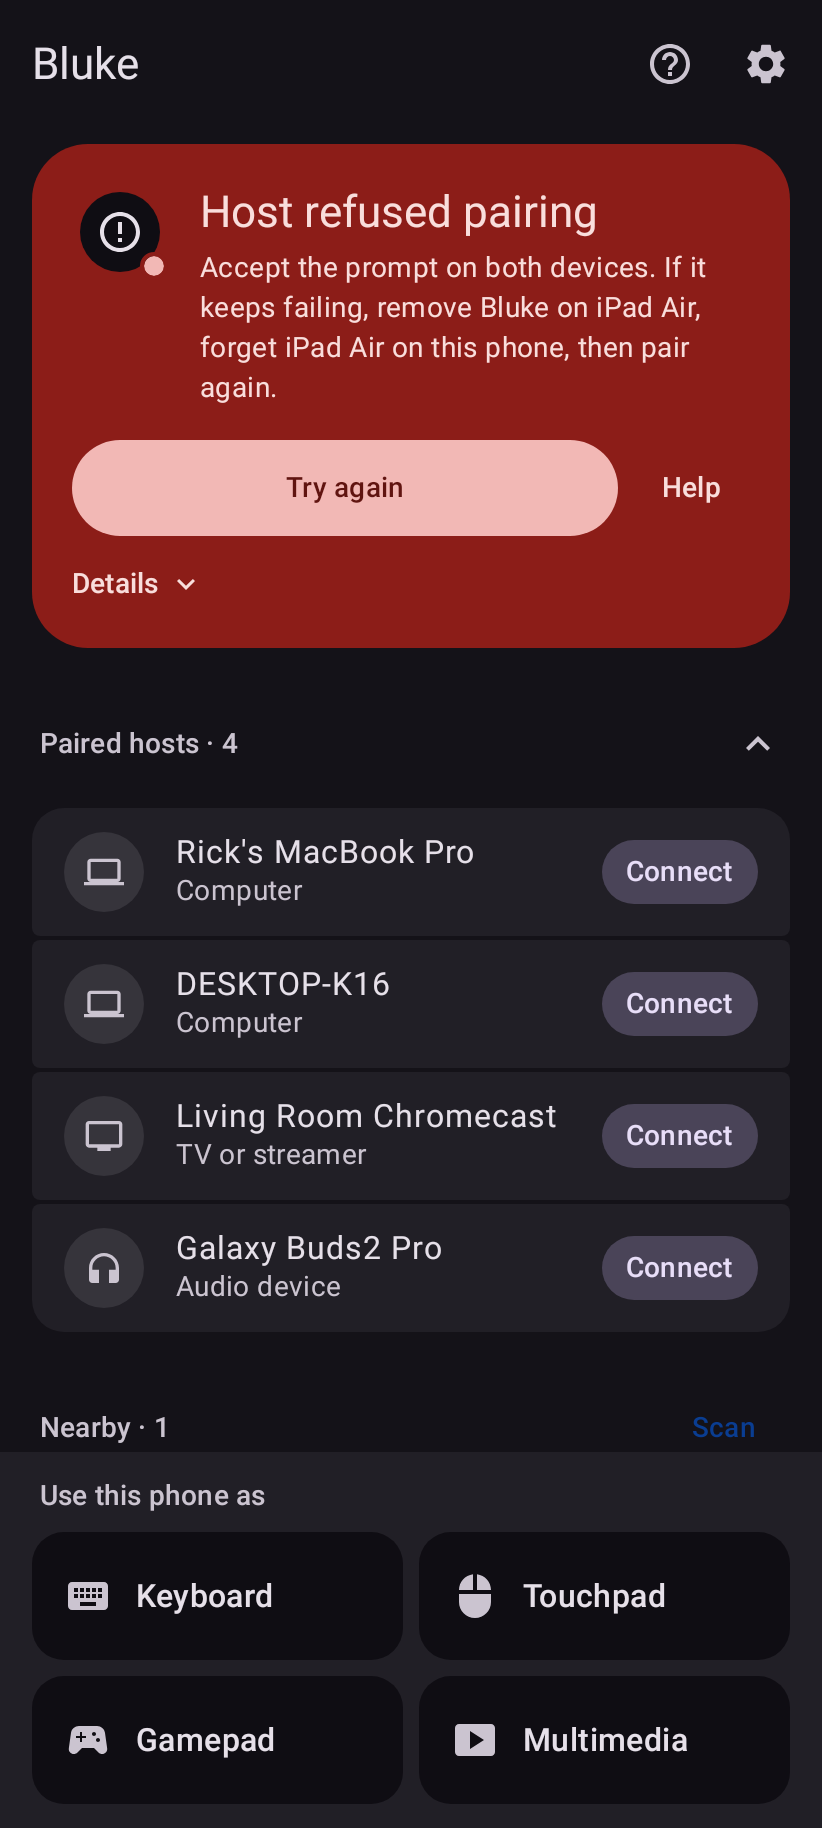 Bluke
Host refused pairing
Accept the prompt on both devices. If it
keeps failing, remove Bluke on iPad Air,
forget iPad Air on this phone, then pair
again.
Try again
Help
Details
Paired hosts · 4
Rick's MacBook Pro
Computer
Connect
DESKTOP-K16
Computer
Connect
Living Room Chromecast
TV or streamer
Connect
Galaxy Buds2 Pro
Audio device
Connect
Nearby · 1
Scan
Use this phone as
Keyboard
Touchpad
Gamepad
Multimedia